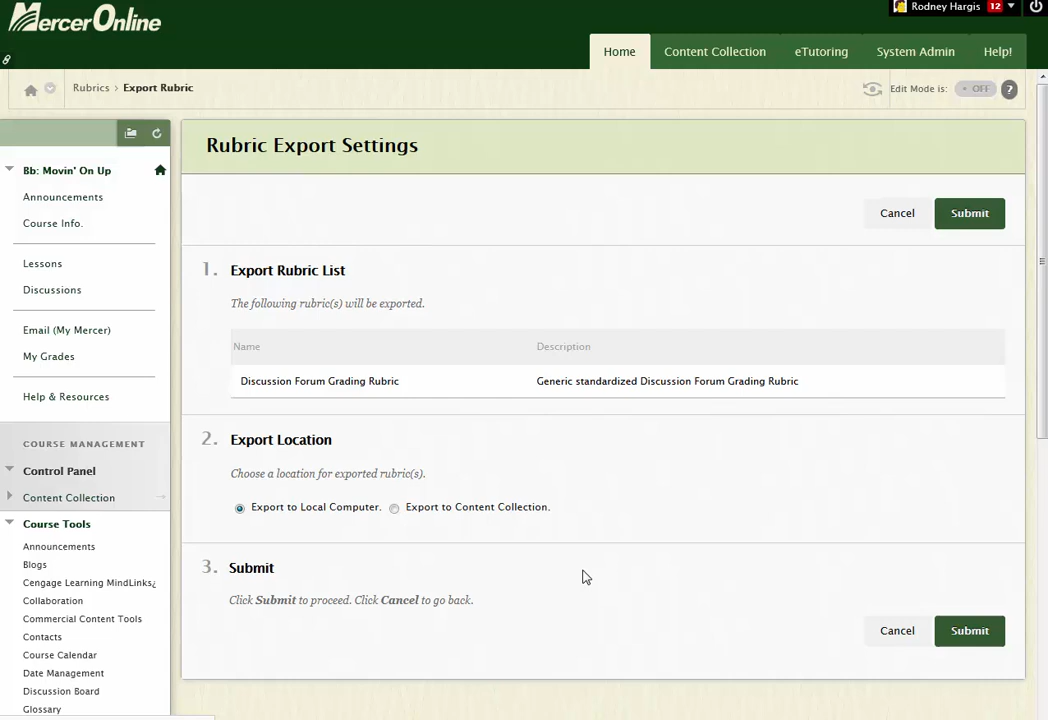 MercerOnline
Rodney Hargis 12
Home Content Collection eTutoring System Admin Help!
Rubrics > Export Rubric
Edit Mode is: • OFF ?
Rubric Export Settings
Bb: Movin' On Up
Announcements
Course Info.
Lessons
Discussions
Email (My Mercer)
My Grades
Help & Resources
COURSE MANAGEMENT
Control Panel
Content Collection
Course Tools
Announcements
Blogs
Cengage Learning MindLinks¿
Collaboration
Commercial Content Tools
Contacts
Course Calendar
Date Management
Discussion Board
Glossary
Cancel Submit
1. Export Rubric List
The following rubric(s) will be exported.
Name Description
Discussion Forum Grading Rubric Generic standardized Discussion Forum Grading Rubric
2. Export Location
Choose a location for exported rubric(s).
Export to Local Computer. Export to Content Collection.
3. Submit
Click Submit to proceed. Click Cancel to go back.
Cancel Submit